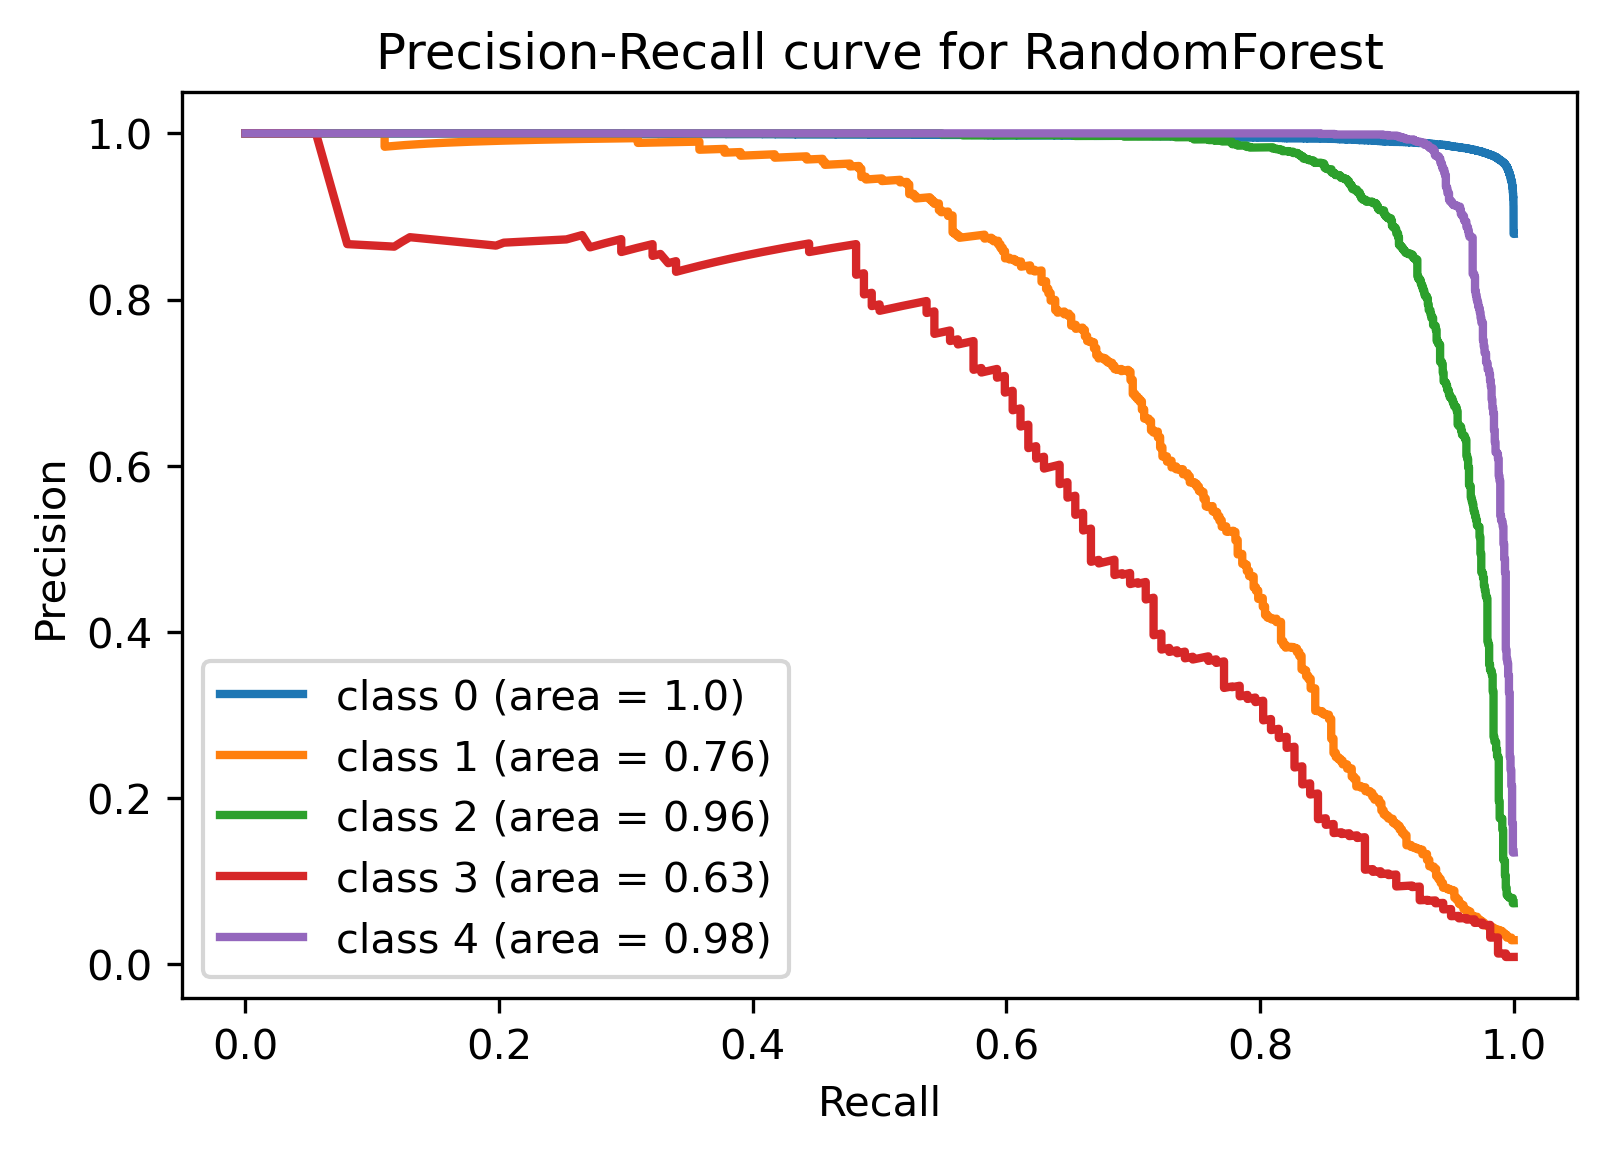 Precision-Recall curve for RandomForest
Precision
1.0
0.8
0.6
0.4
0.2
0.0
class 0 (area = 1.0)
class 1 (area = 0.76)
class 2 (area = 0.96)
class 3 (area = 0.63)
class 4 (area = 0.98)
0.0 0.2 0.4 0.6 0.8 1.0
Recall